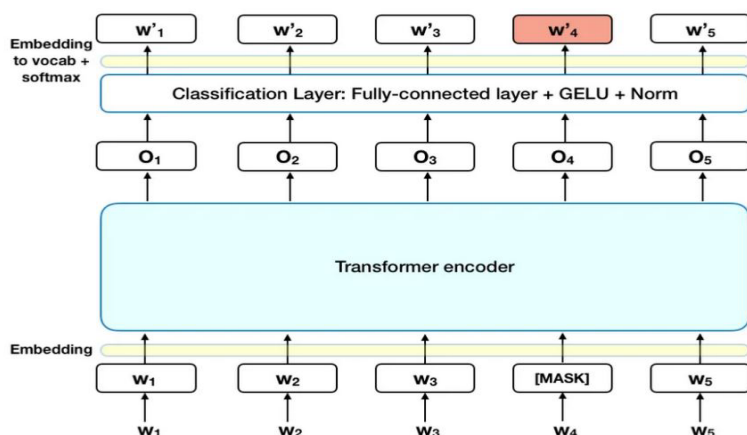 w'₁ w'₂ w'₃ w'₄ w'₅
Embedding
to vocab +
softmax
Classification Layer: Fully-connected layer + GELU + Norm
O₁ O₂ O₃ O₄ O₅
Transformer encoder
Embedding
w₁ w₂ w₃ [MASK] w₅
w₁ w₂ w₃ w₄ w₅